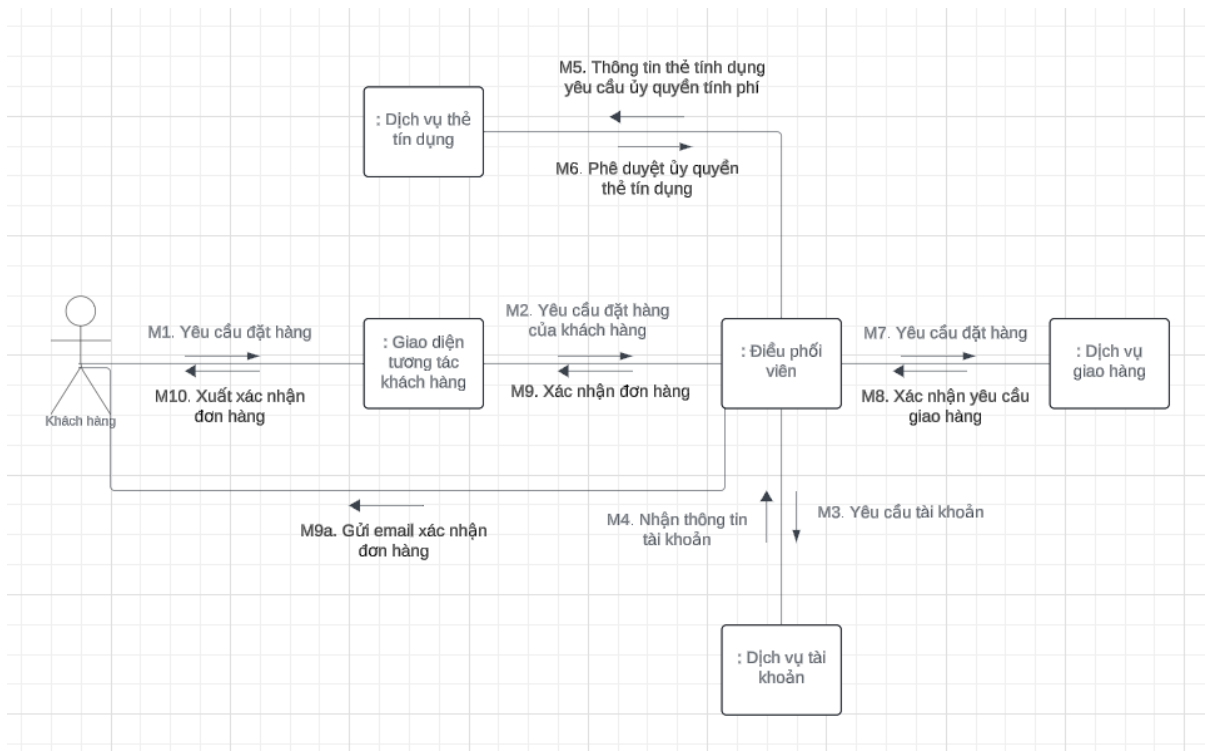 M5. Thông tin thẻ tính dụng
yêu cầu ủy quyền tính phí
: Dịch vụ thẻ
tín dụng
M6. Phê duyệt ủy quyền
thẻ tín dụng
M1. Yêu cầu đặt hàng
M2. Yêu cầu đặt hàng
của khách hàng
M7. Yêu cầu đặt hàng
: Giao diện
tương tác
khách hàng
: Điều phối
viên
: Dịch vụ
giao hàng
M10. Xuất xác nhận
đơn hàng
M9. Xác nhận đơn hàng
M8. Xác nhận yêu cầu
giao hàng
Khách hàng
M9a. Gửi email xác nhận
đơn hàng
M4. Nhận thông tin
tài khoản
M3. Yêu cầu tài khoản
: Dịch vụ tài
khoản